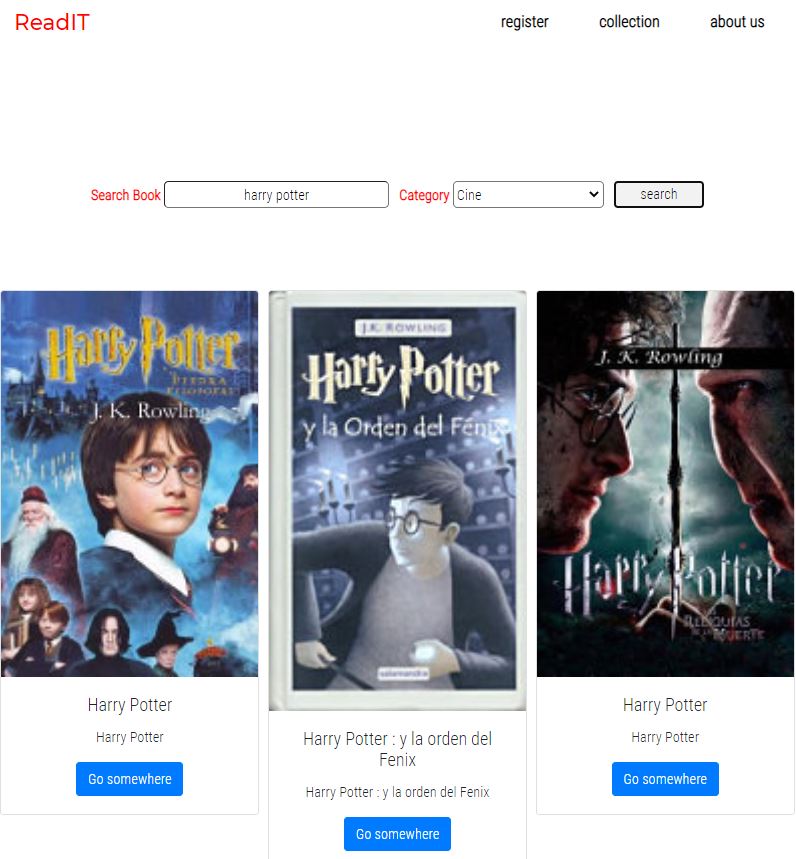 ReadIT
register
collection
about us
Search Book
harry potter
Category
Cine
search
Harry Potter
PIEDRA
FILOSOFAL
J. K. Rowling
Harry Potter
Harry Potter
Go somewhere
J.K. ROWLING
Harry Potter
y la Orden del Fénix
salamandra
Harry Potter : y la orden del
Fenix
Harry Potter : y la orden del Fenix
Go somewhere
J. K. Rowling
Harry Potter
RELIQUIAS
DE LA MUERTE
Harry Potter
Harry Potter
Go somewhere